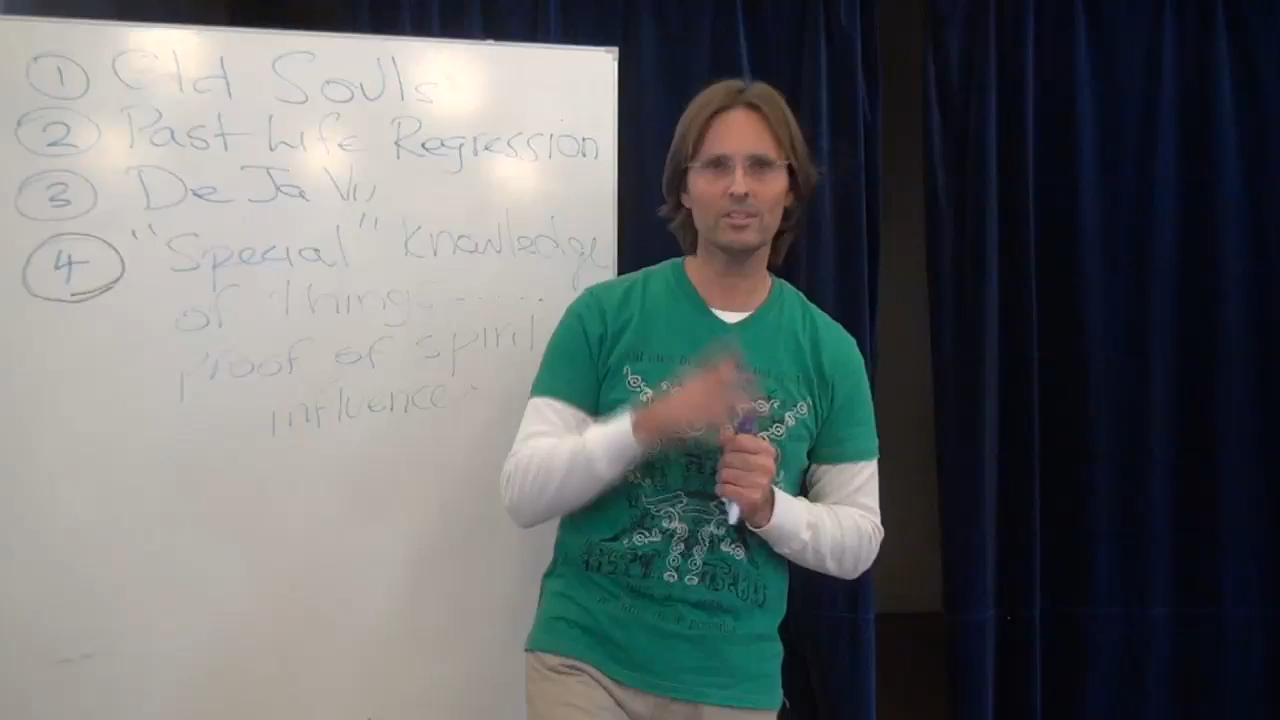 ① Old Souls
② Past Life Regression
③ De Ja Vu
④ "Special" Knowledge
of things.......
proof of spirit
influence